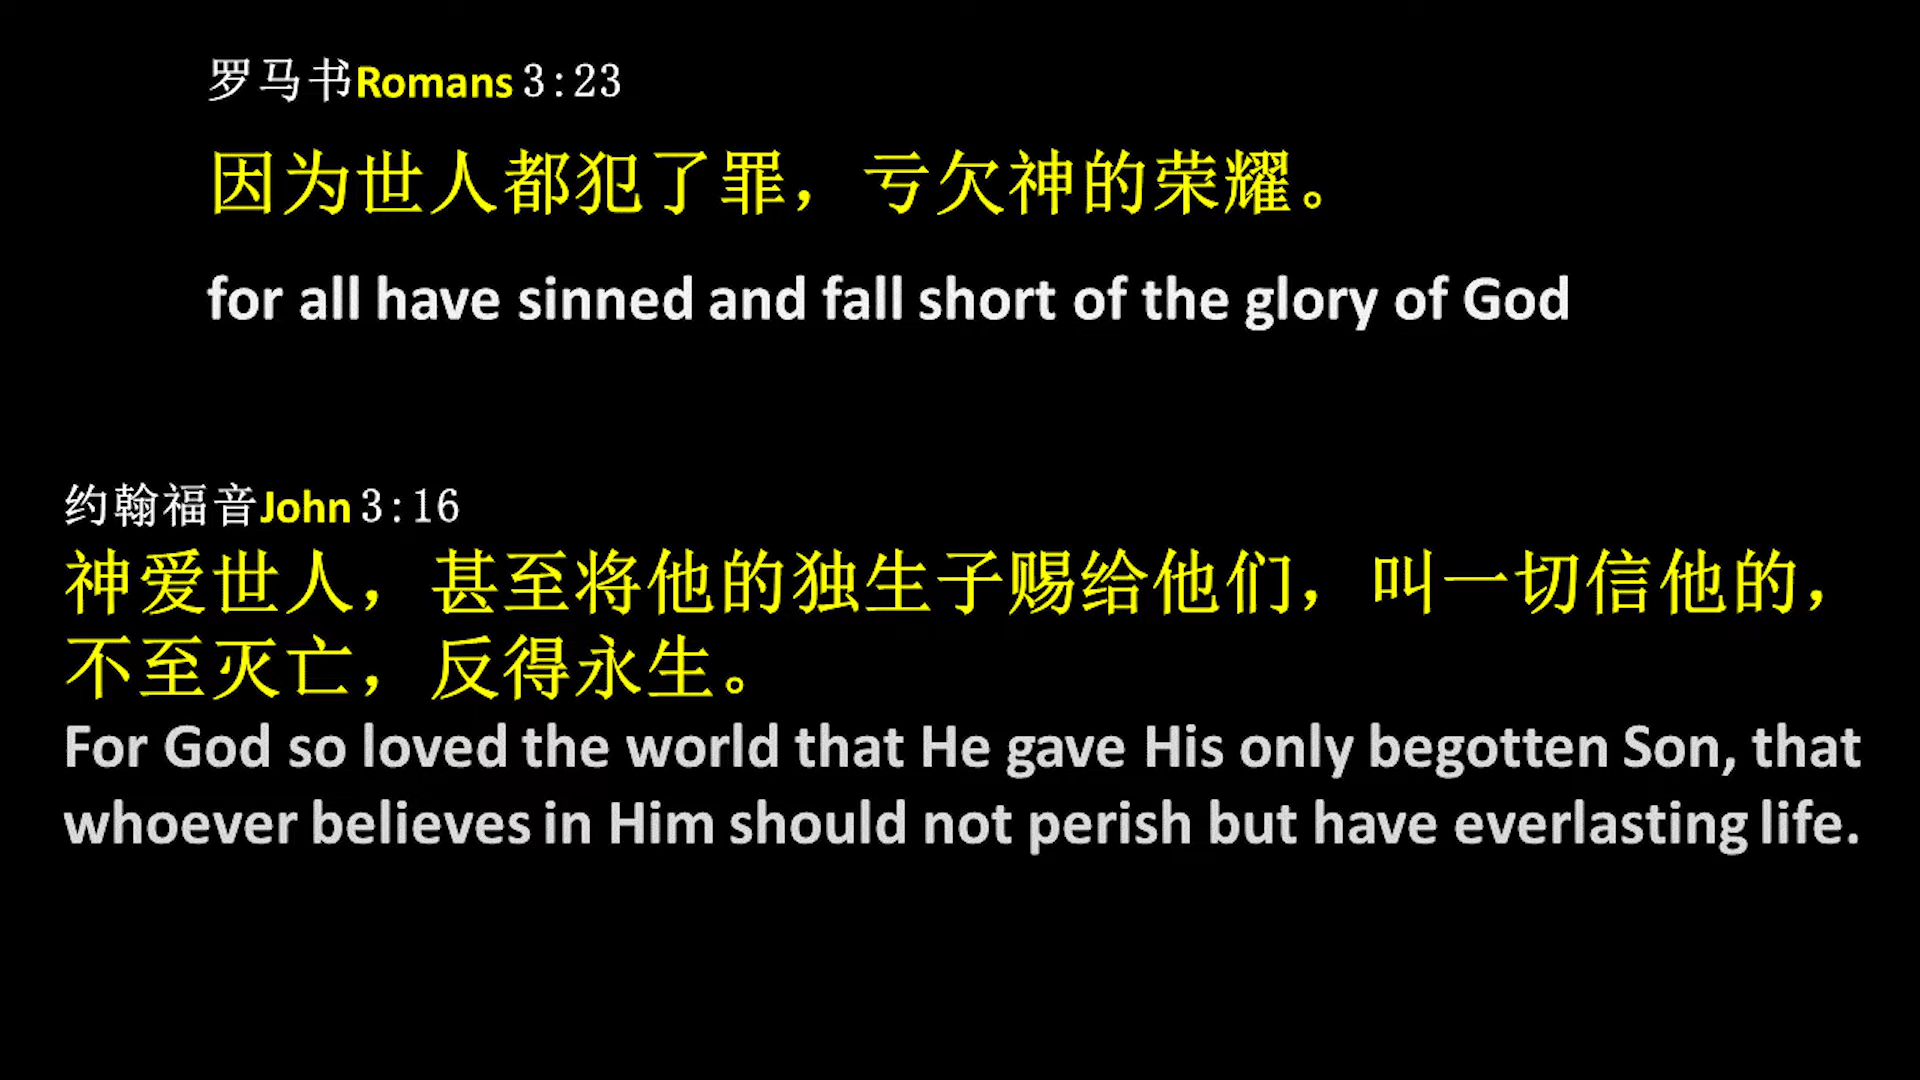 罗马书Romans 3:23
因为世人都犯了罪，亏欠神的荣耀。
for all have sinned and fall short of the glory of God
约翰福音John 3:16
神爱世人，甚至将他的独生子赐给他们，叫一切信他的，
不至灭亡，反得永生。
For God so loved the world that He gave His only begotten Son, that
whoever believes in Him should not perish but have everlasting life.